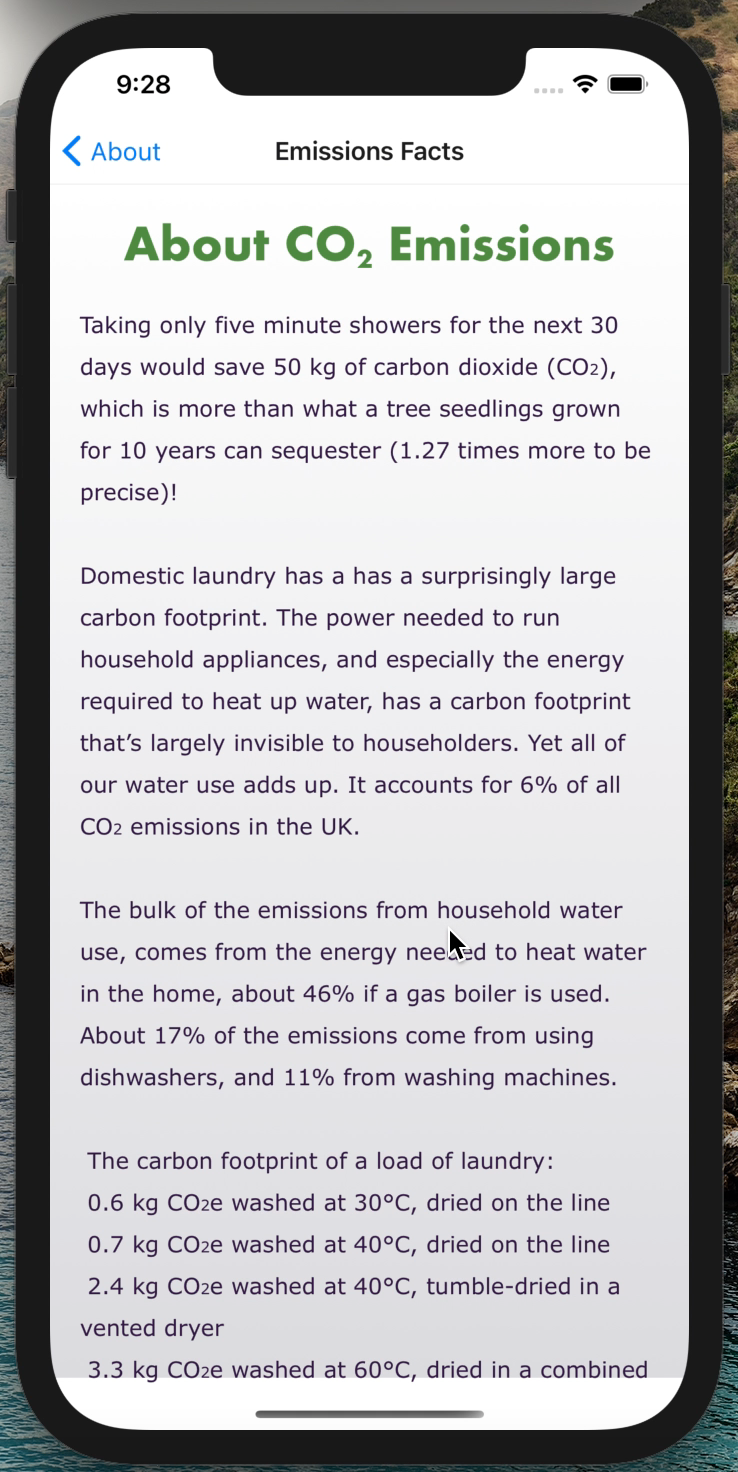 9:28
About
Emissions Facts
About CO₂ Emissions
Taking only five minute showers for the next 30
days would save 50 kg of carbon dioxide (CO₂),
which is more than what a tree seedlings grown
for 10 years can sequester (1.27 times more to be
precise)!
Domestic laundry has a has a surprisingly large
carbon footprint. The power needed to run
household appliances, and especially the energy
required to heat up water, has a carbon footprint
that’s largely invisible to householders. Yet all of
our water use adds up. It accounts for 6% of all
CO₂ emissions in the UK.
The bulk of the emissions from household water
use, comes from the energy needed to heat water
in the home, about 46% if a gas boiler is used.
About 17% of the emissions come from using
dishwashers, and 11% from washing machines.
The carbon footprint of a load of laundry:
0.6 kg CO₂e washed at 30°C, dried on the line
0.7 kg CO₂e washed at 40°C, dried on the line
2.4 kg CO₂e washed at 40°C, tumble-dried in a
vented dryer
3.3 kg CO₂e washed at 60°C, dried in a combined